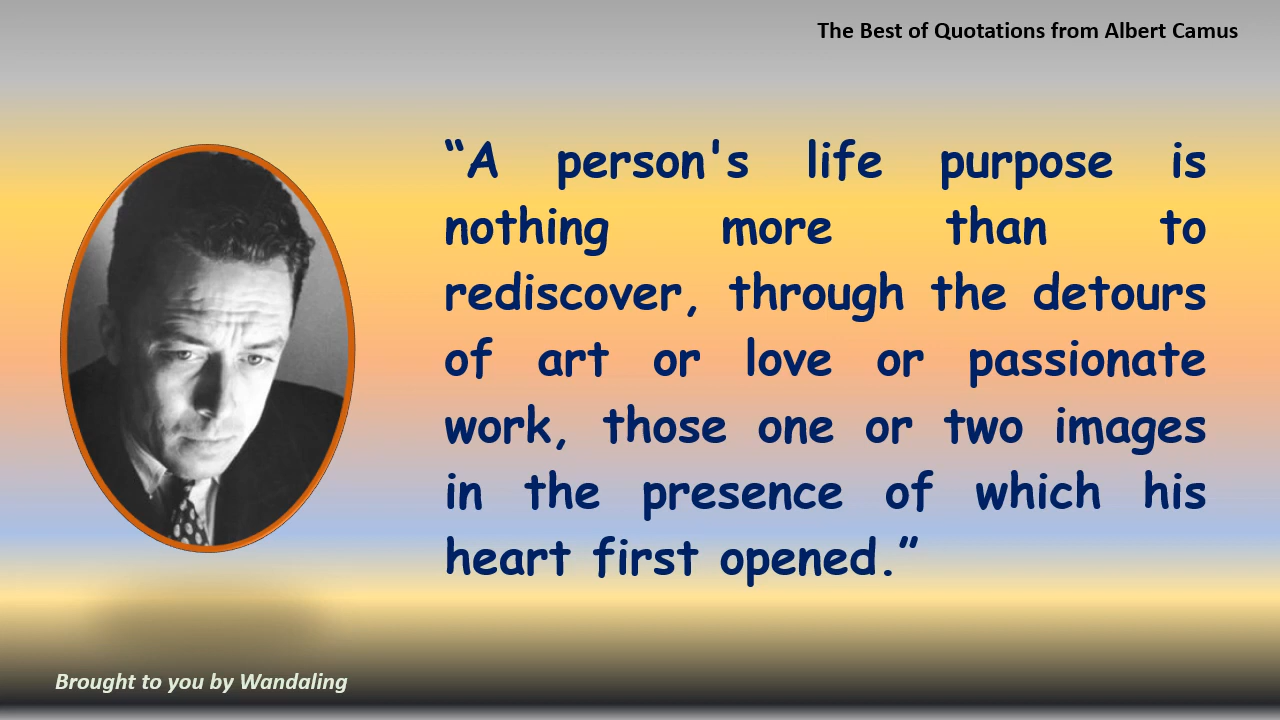 The Best of Quotations from Albert Camus
“A person's life purpose is
nothing more than to
rediscover, through the detours
of art or love or passionate
work, those one or two images
in the presence of which his
heart first opened.”
Brought to you by Wandaling